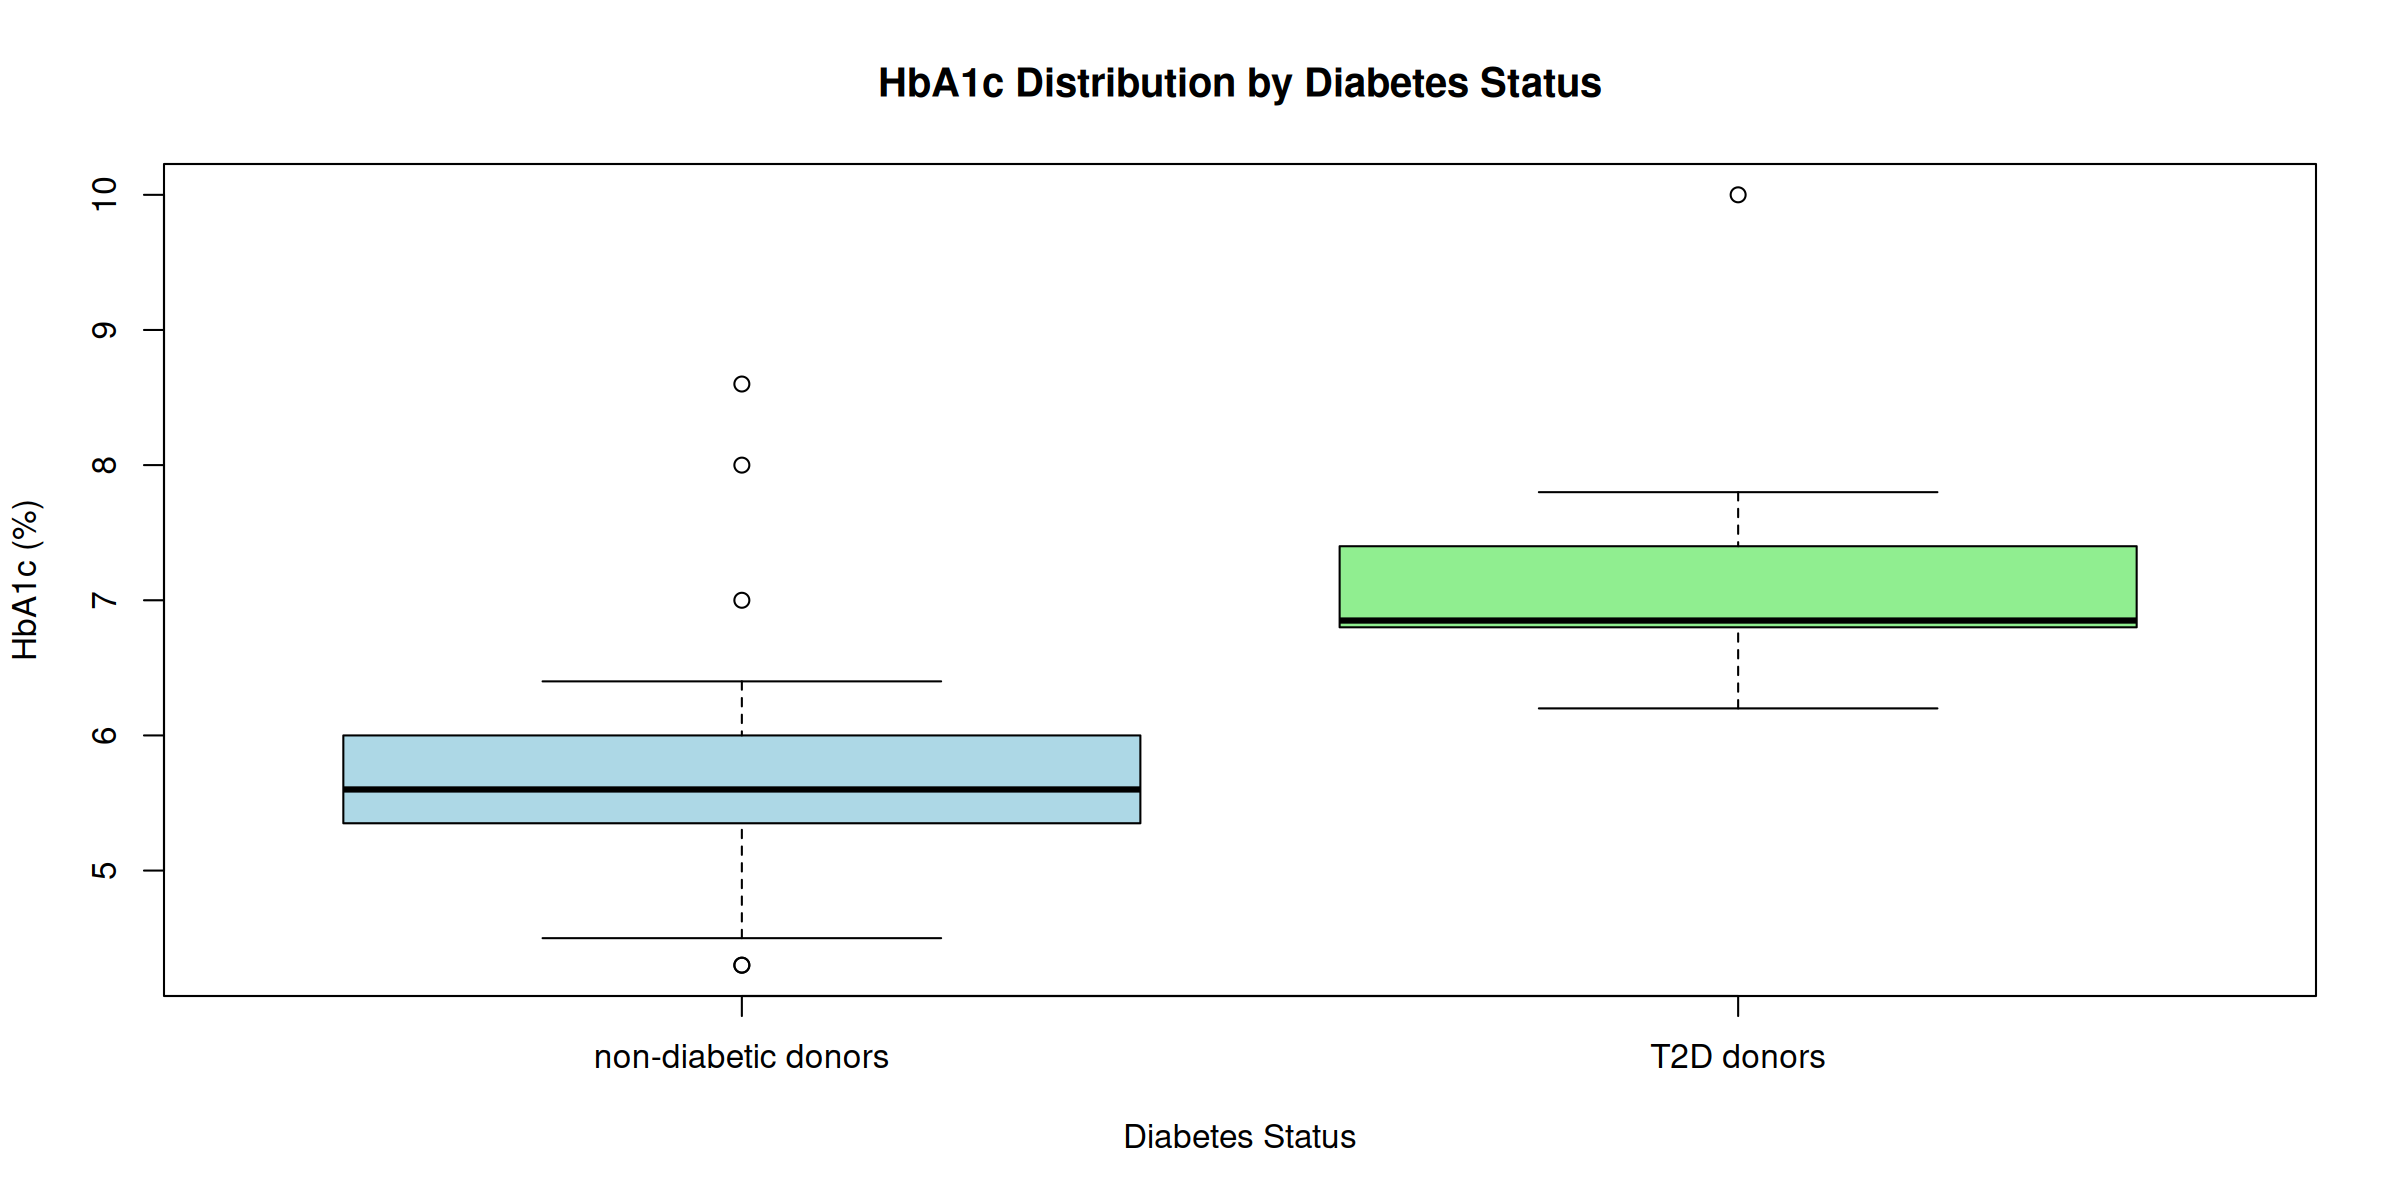 HbA1c Distribution by Diabetes Status
HbA1c (%)
10
9
8
7
6
5
non-diabetic donors
T2D donors
Diabetes Status